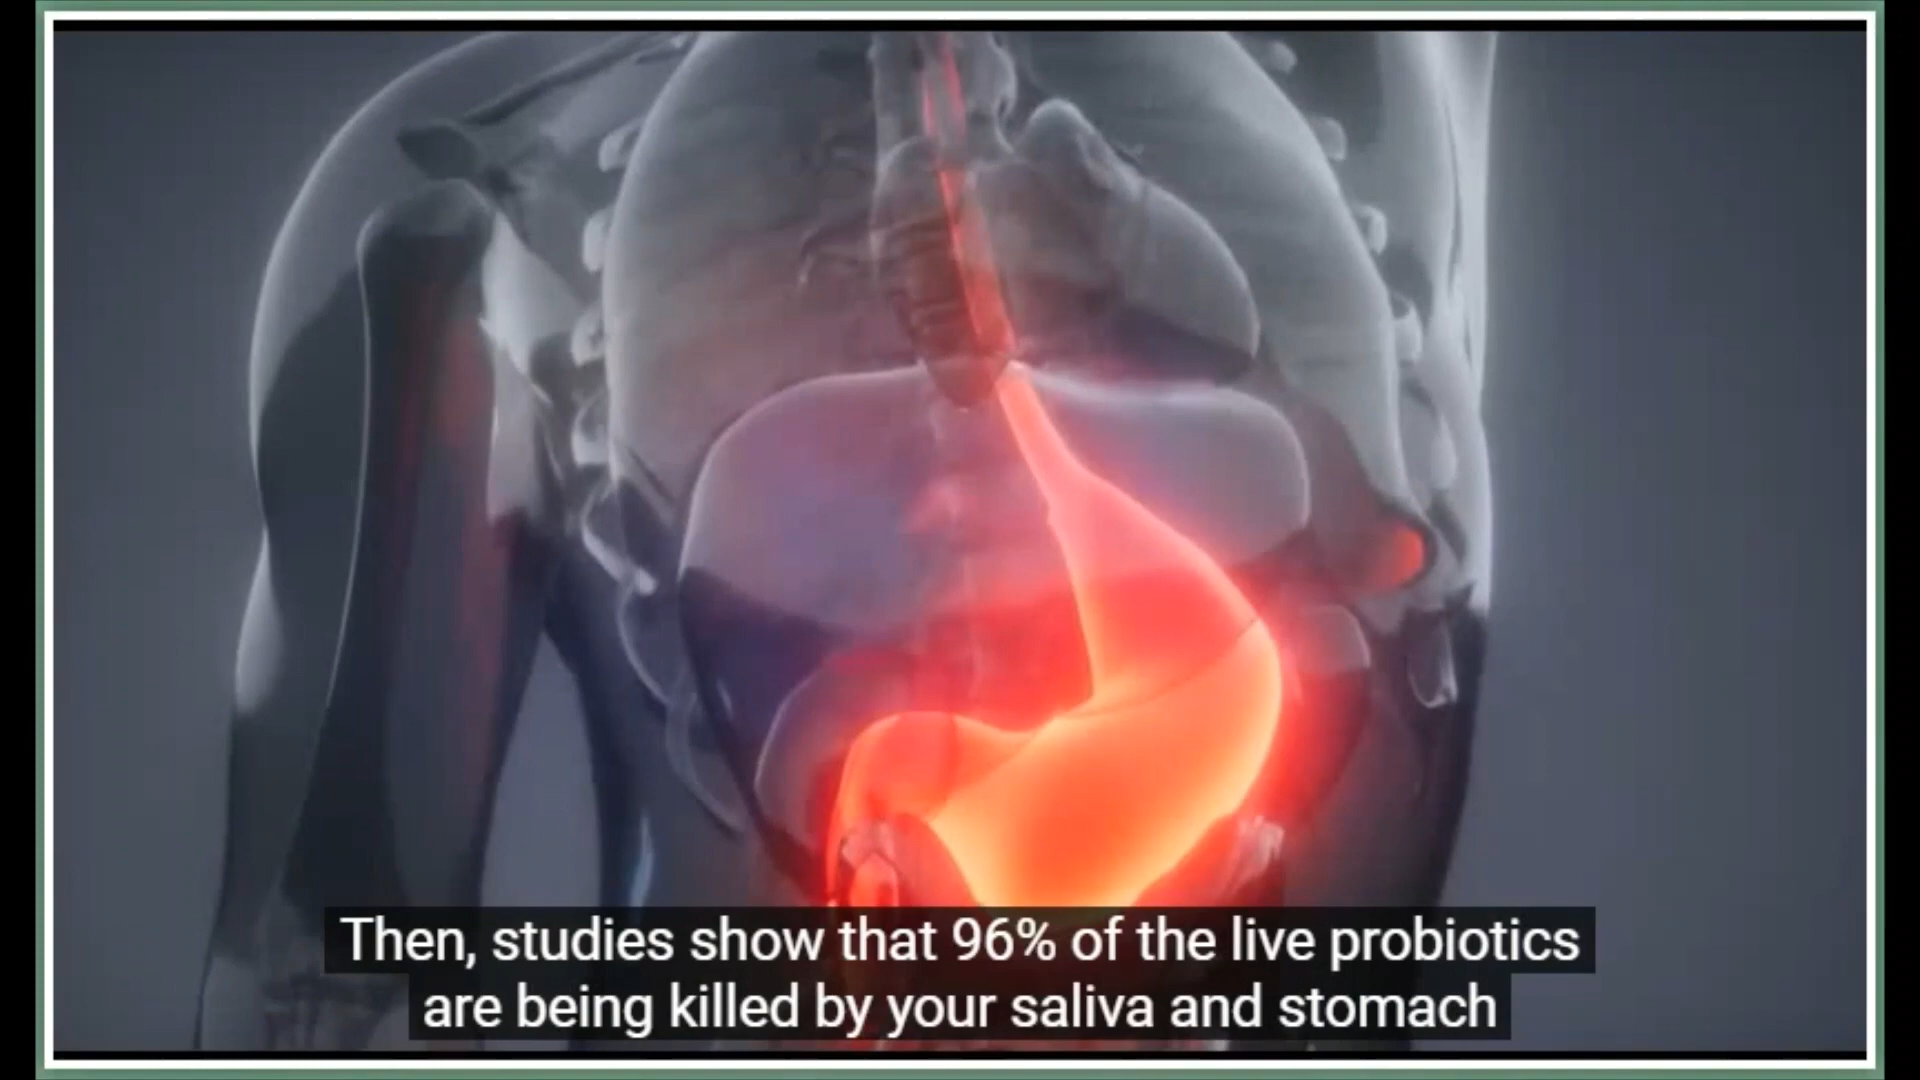 Then, studies show that 96% of the live probiotics
are being killed by your saliva and stomach